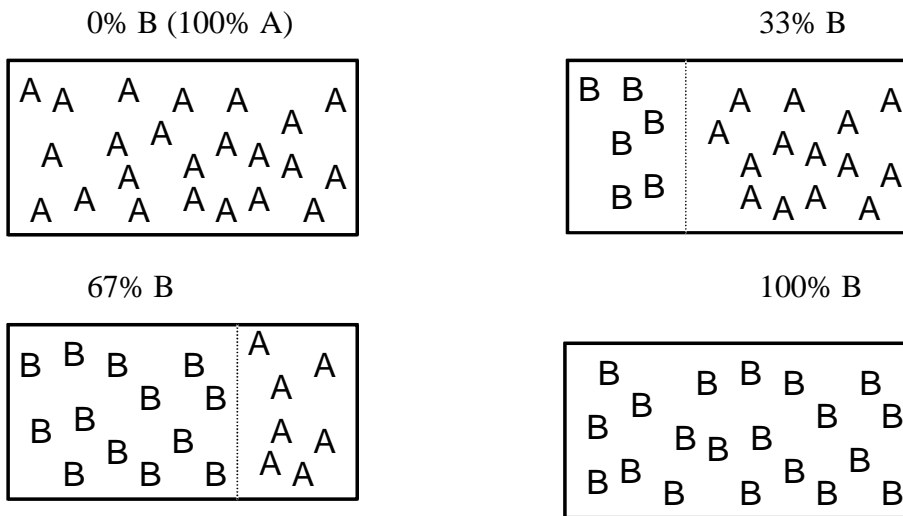 0% B (100% A)
A A A A A A
A A A A A A
A A A A
A A A A A A A
33% B
B B A A A
B B A A A A
A A A
B B A A A A
67% B
B B B B A A
B B A
B B B A A
B B B B A A
100% B
B B B B B
B B B B
B B B
B B B B B B B B